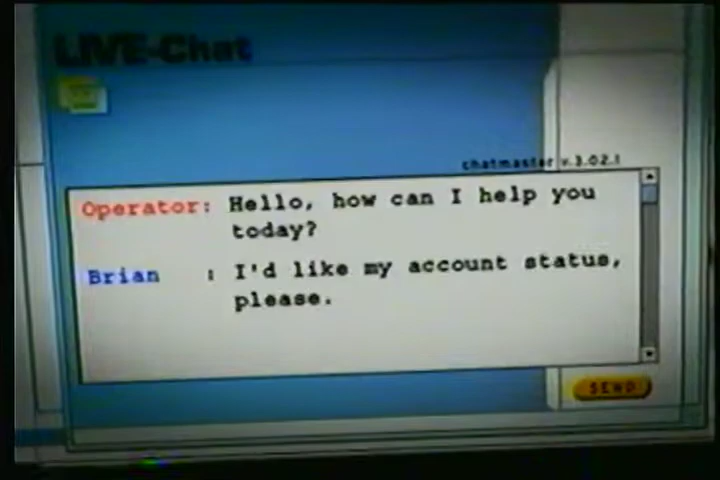 LIVE-Chat
chatmaster v.3.02.1
Operator: Hello, how can I help you
today?
Brian : I'd like my account status,
please.
SEND